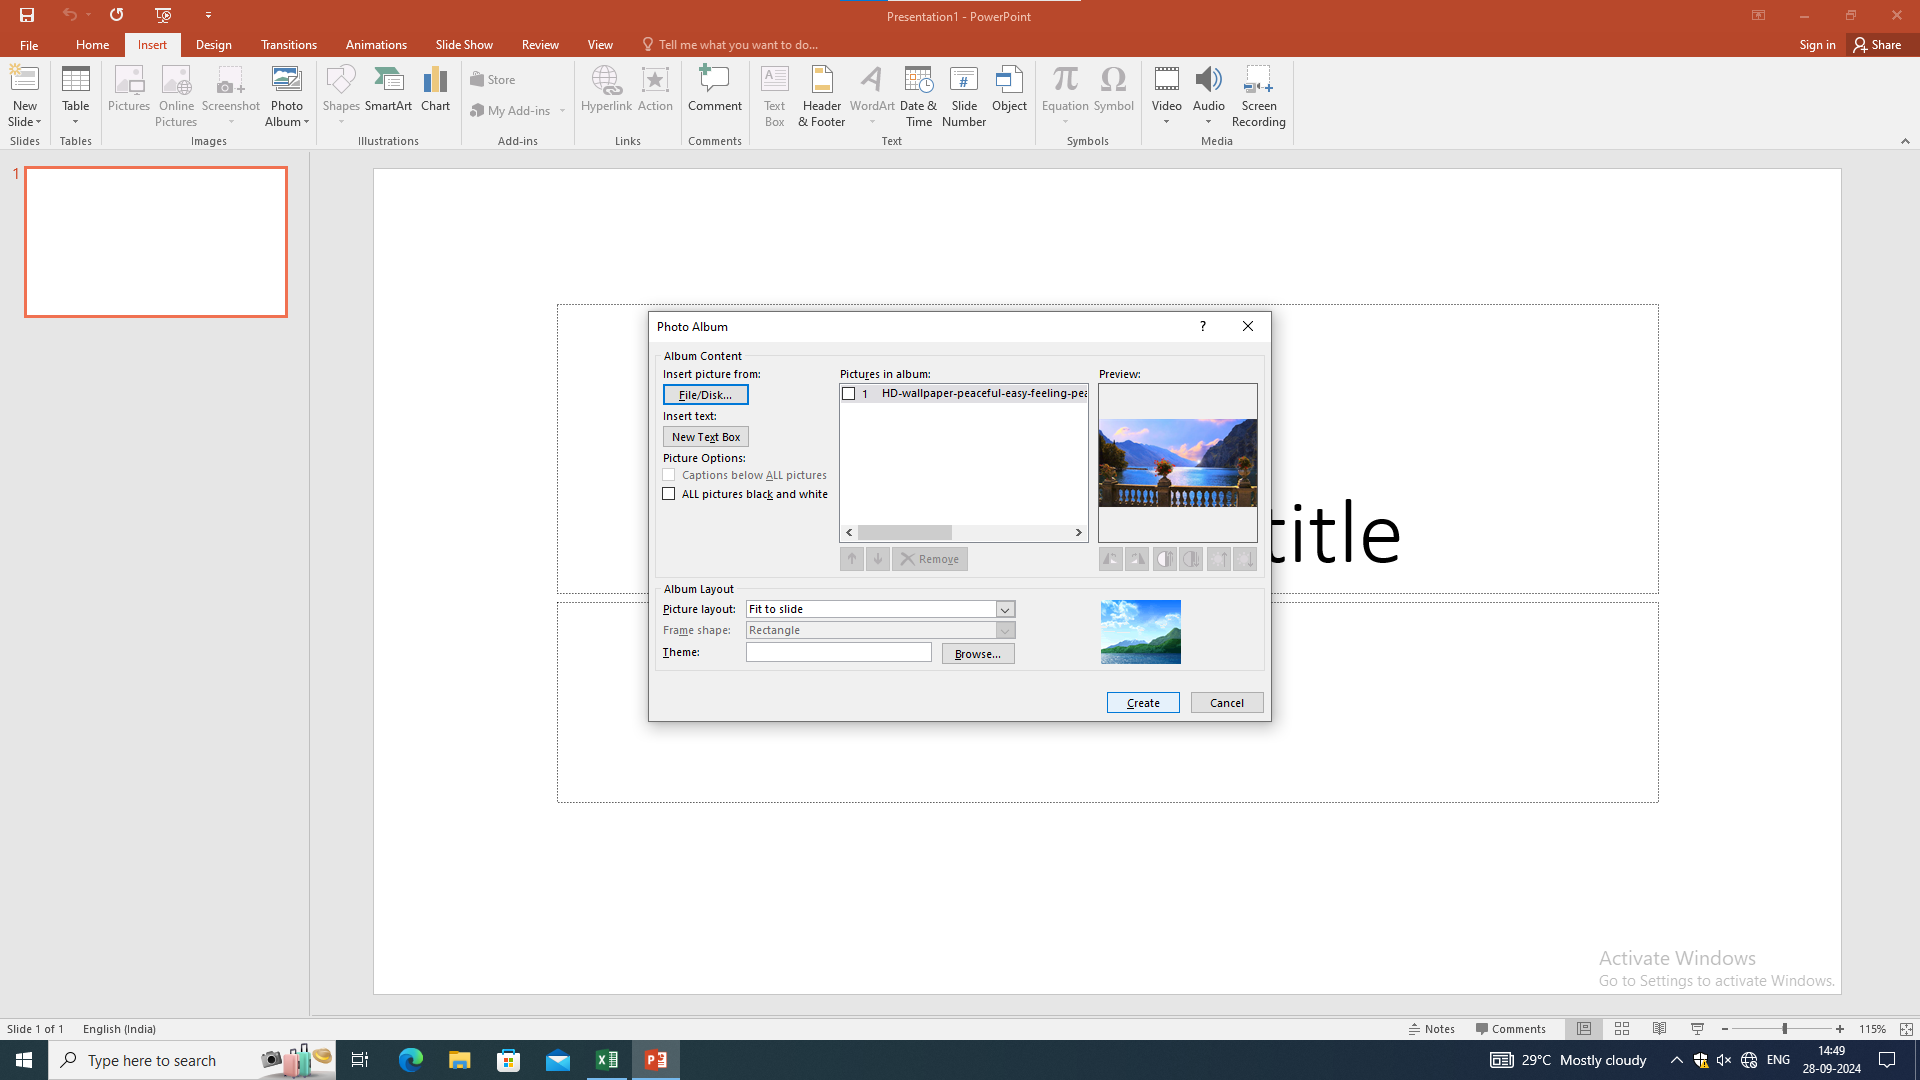 Presentation1 - PowerPoint
File Home Insert Design Transitions Animations Slide Show Review View Tell me what you want to do... Sign in Share
New Slide
Table
Pictures
Online Pictures
Screenshot
Photo Album
Shapes
SmartArt
Chart
Store
My Add-ins
Hyperlink
Action
Comment
Text Box
Header & Footer
WordArt
Date & Time
Slide Number
Object
Equation
Symbol
Video
Audio
Screen Recording
Slides Tables Images Illustrations Add-ins Links Comments Text Symbols Media
1
title
Photo Album ?
Album Content
Insert picture from:
File/Disk...
Insert text:
New Text Box
Picture Options:
Captions below ALL pictures
ALL pictures black and white
Pictures in album:
1 HD-wallpaper-peaceful-easy-feeling-pea
Remove
Preview:
Album Layout
Picture layout: Fit to slide
Frame shape: Rectangle
Theme:
Browse...
Create Cancel
Activate Windows
Go to Settings to activate Windows.
Slide 1 of 1 English (India) Notes Comments 115%
Type here to search
29°C Mostly cloudy
ENG
14:49
28-09-2024